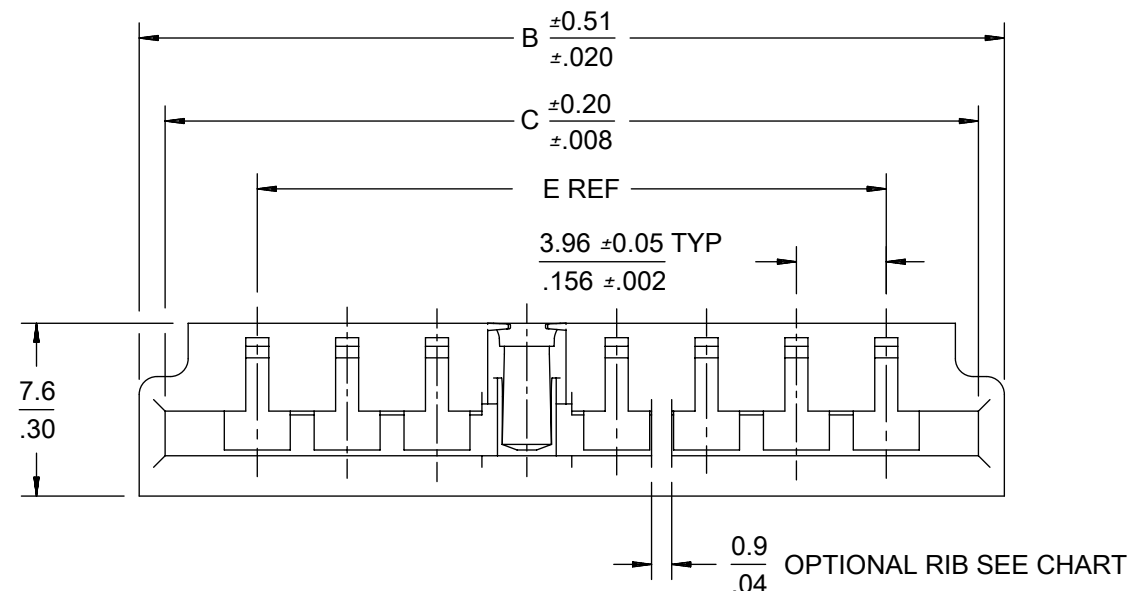 B ±0.51
±.020
C ±0.20
±.008
E REF
3.96 ±0.05 TYP
.156 ±.002
7.6
.30
0.9
.04
OPTIONAL RIB SEE CHART